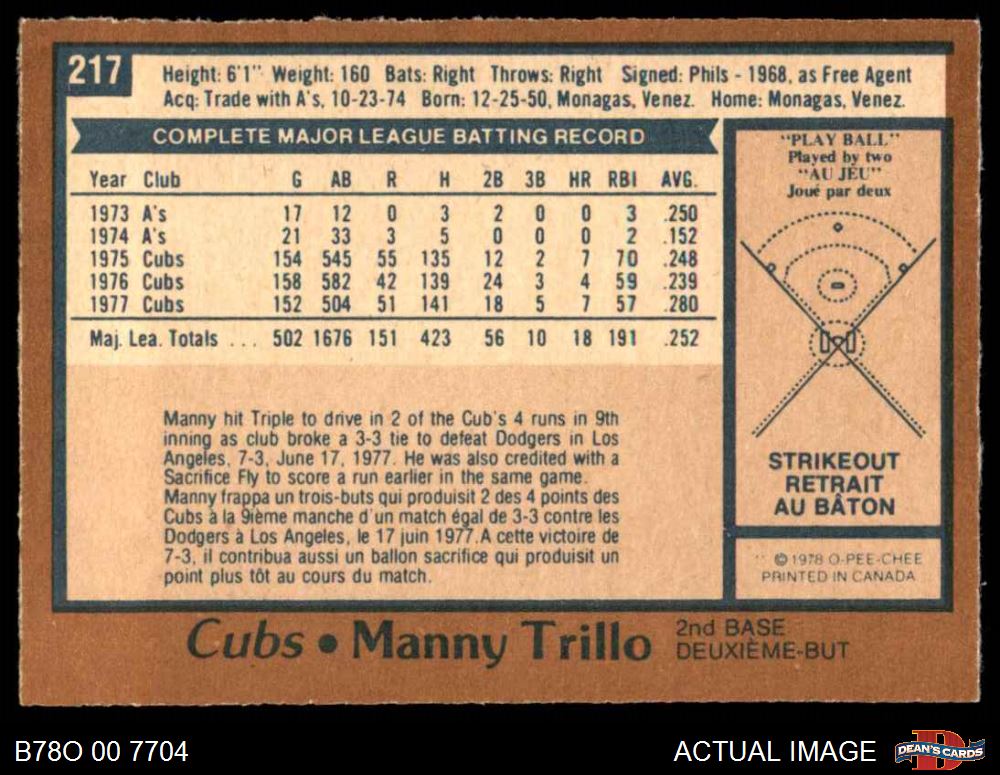 217
Height: 6'1" Weight: 160 Bats: Right Throws: Right Signed: Phils - 1968, as Free Agent
Acq: Trade with A's, 10-23-74 Born: 12-25-50, Monagas, Venez. Home: Monagas, Venez.
COMPLETE MAJOR LEAGUE BATTING RECORD
Year Club G AB R H 2B 3B HR RBI AVG.
1973 A's 17 12 0 3 2 0 0 3 .250
1974 A's 21 33 3 5 0 0 0 2 .152
1975 Cubs 154 545 55 135 12 2 7 70 .248
1976 Cubs 158 582 42 139 24 3 4 59 .239
1977 Cubs 152 504 51 141 18 5 7 57 .280
Maj. Lea. Totals ... 502 1676 151 423 56 10 18 191 .252
Manny hit Triple to drive in 2 of the Cub's 4 runs in 9th
inning as club broke a 3-3 tie to defeat Dodgers in Los
Angeles, 7-3, June 17, 1977. He was also credited with a
Sacrifice Fly to score a run earlier in the same game.
Manny frappa un trois-buts qui produisit 2 des 4 points des
Cubs à la 9ième manche d'un match égal de 3-3 contre les
Dodgers à Los Angeles, le 17 juin 1977.A cette victoire de
7-3, il contribua aussi un ballon sacrifice qui produisit un
point plus tôt au cours du match.
"PLAY BALL"
Played by two
"AU JEU"
Joué par deux
STRIKEOUT
RETRAIT
AU BÂTON
© 1978 O-PEE-CHEE
PRINTED IN CANADA
Cubs • Manny Trillo
2nd BASE
DEUXIÈME-BUT
B78O 00 7704
ACTUAL IMAGE
DEAN'S CARDS